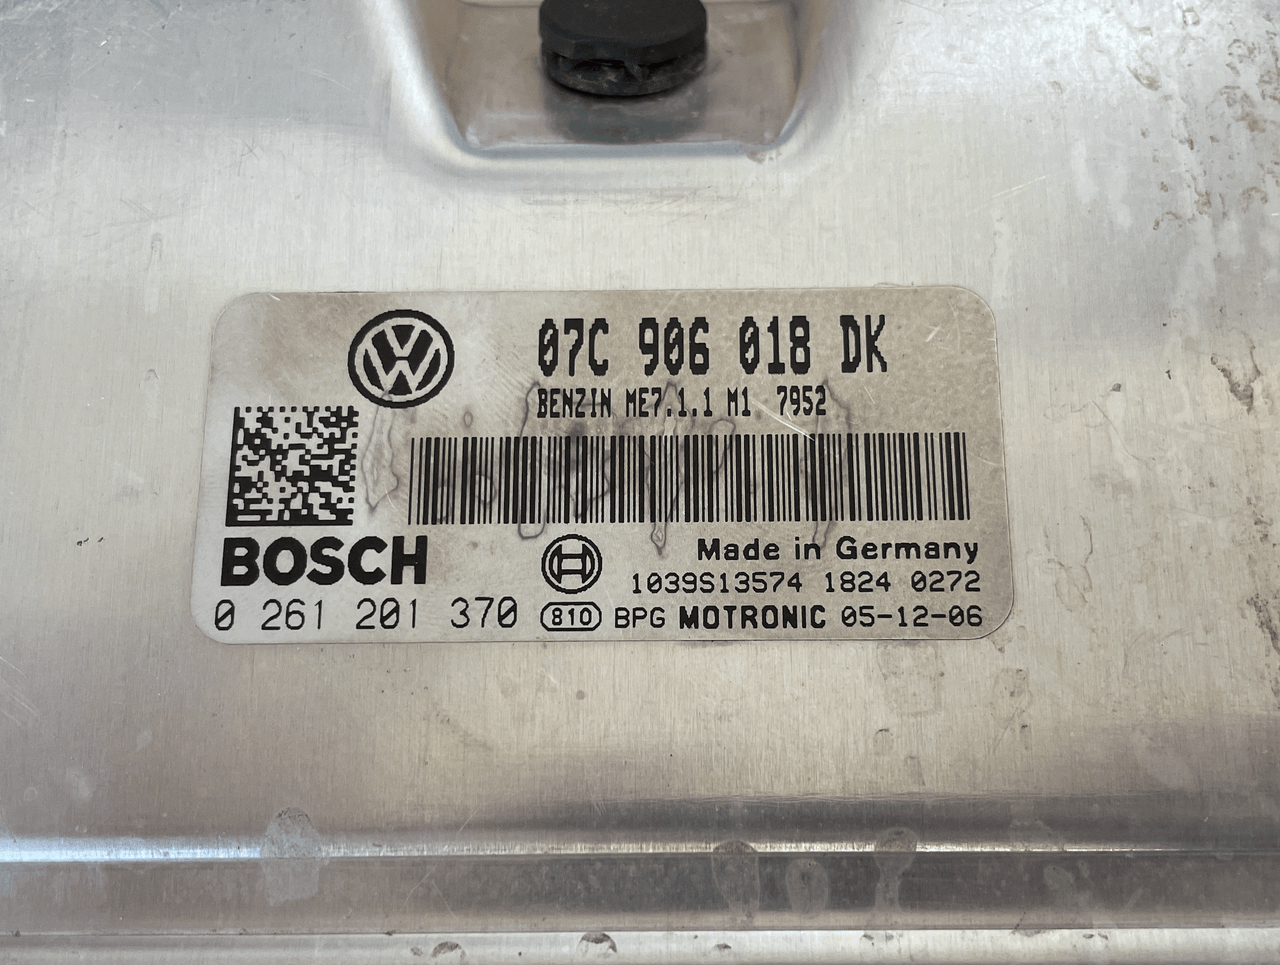 07C 906 018 DK
BENZIN ME7.1.1 M1 7952
BOSCH
Made in Germany
1039S13574 1824 0272
0 261 201 370 810 BPG MOTRONIC 05-12-06